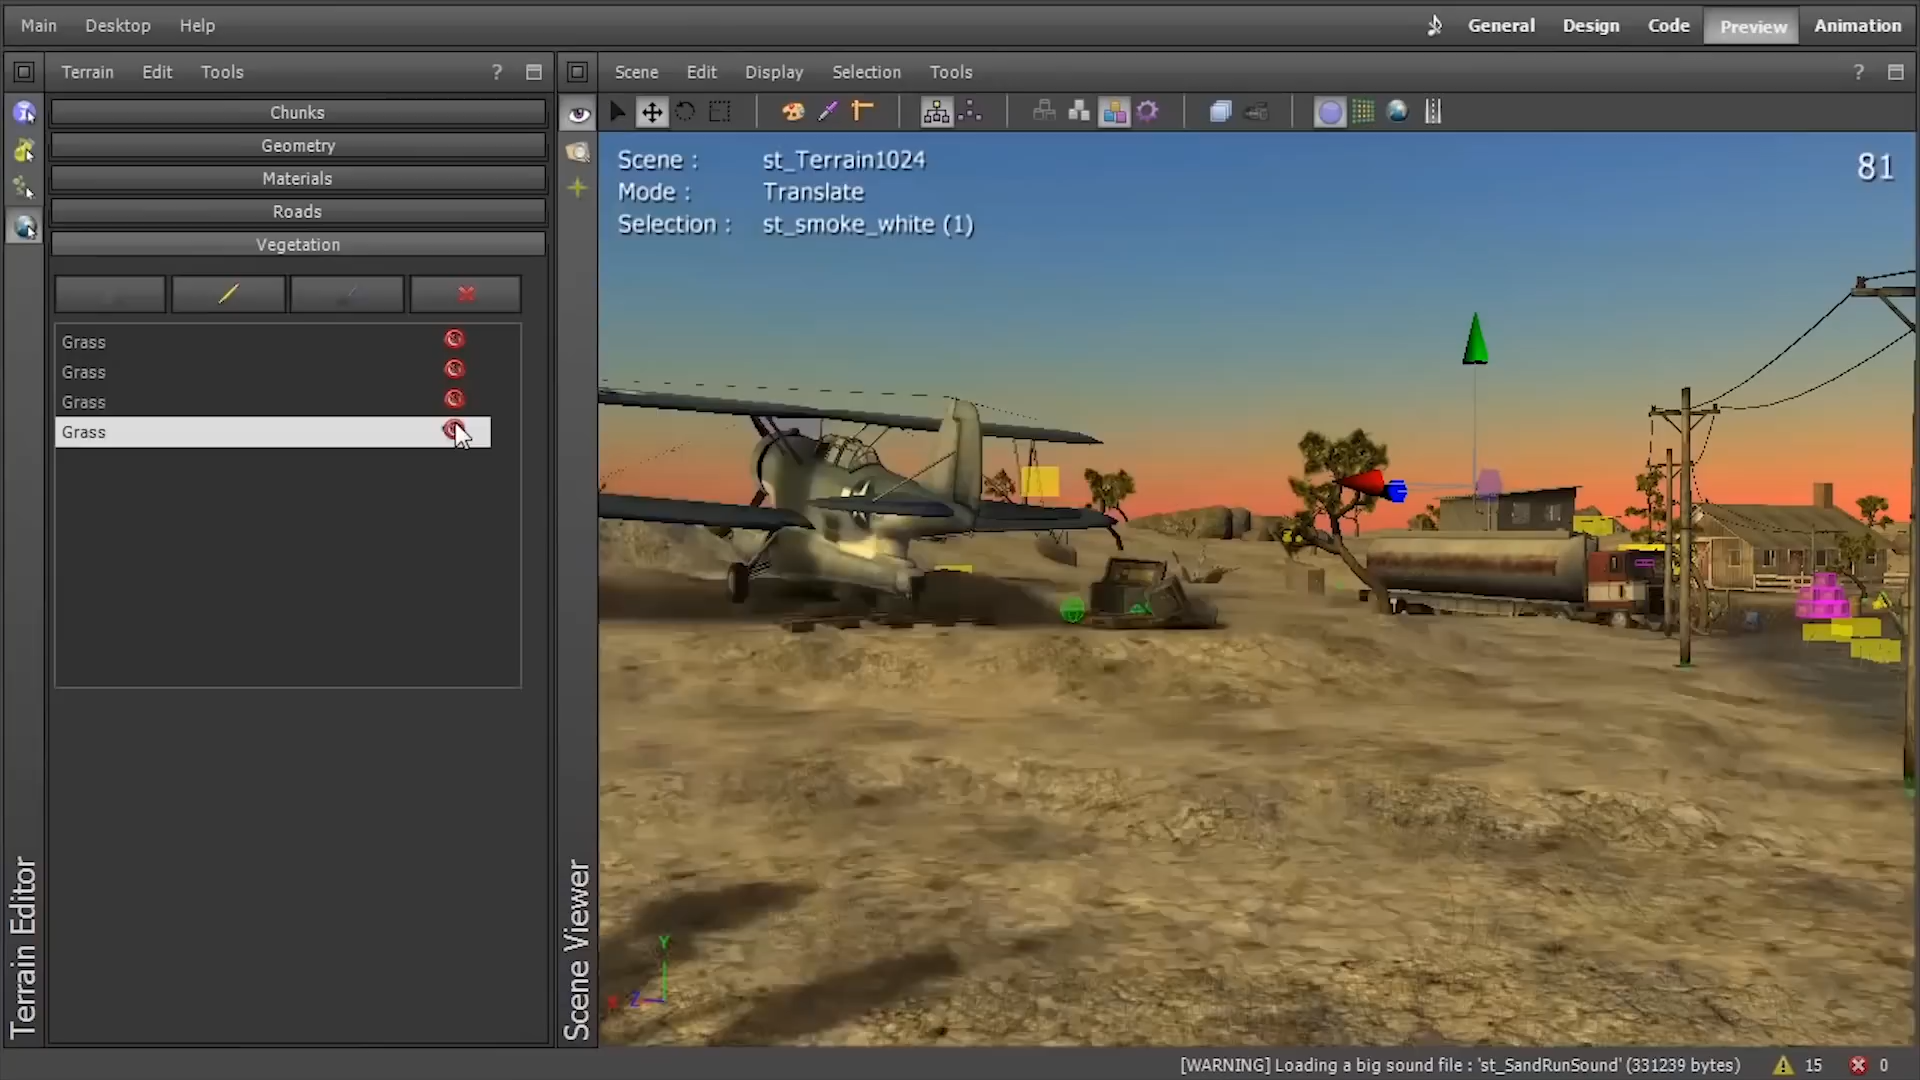 Main Desktop Help
General Design Code Preview Animation
Terrain Edit Tools ?
Scene Edit Display Selection Tools ?
Chunks
Geometry
Materials
Roads
Vegetation
Grass
Grass
Grass
Grass
Terrain Editor
Scene Viewer
Scene : st_Terrain1024
Mode : Translate
Selection : st_smoke_white (1)
81
Y
X Z
[WARNING] Loading a big sound file : 'st_SandRunSound' (331239 bytes) 15 0